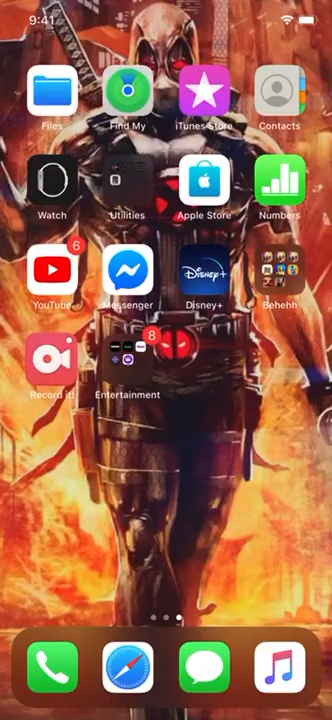 9:41
Files
Find My
iTunes Store
Contacts
Watch
Utilities
Apple Store
Numbers
6
YouTube
Messenger
Disney+
Disney+
Behehh
8
Record it!
Entertainment